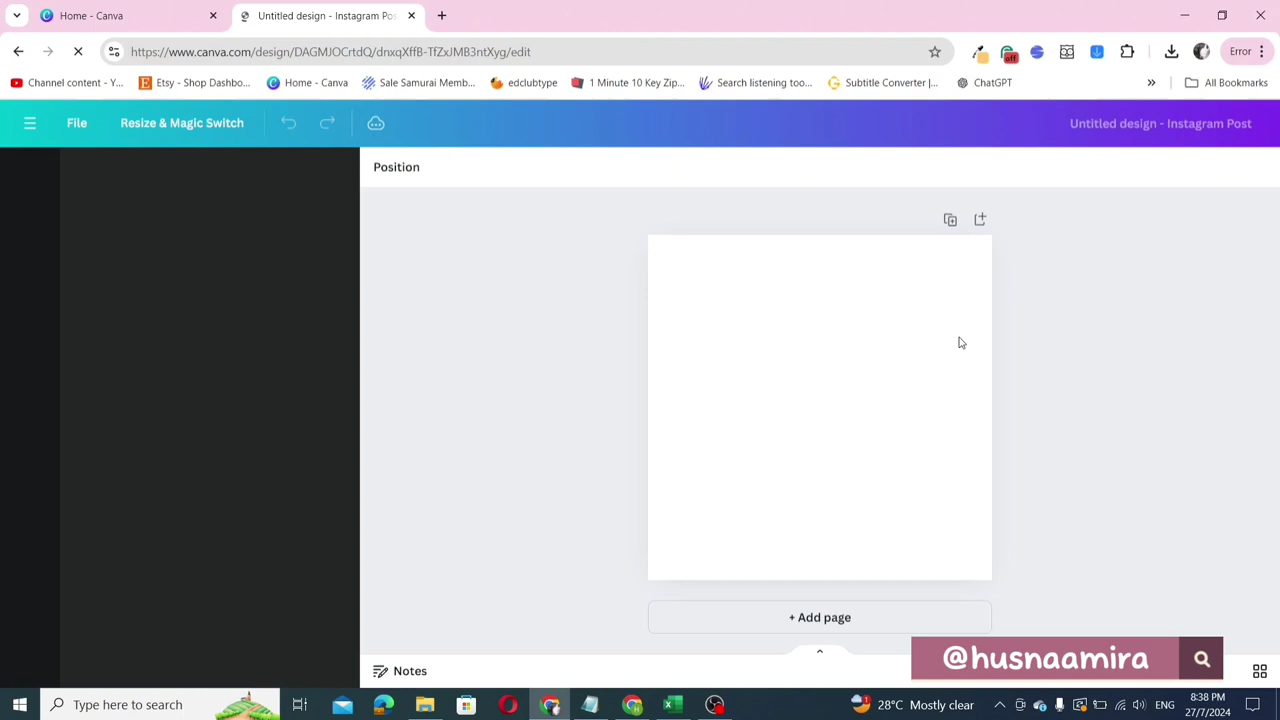 Home - Canva
Untitled design - Instagram Pos
https://www.canva.com/design/DAGMJOCrtdQ/dnxqXffB-TfZxJMB3ntXyg/edit
off
Error
Channel content - Y...
Etsy - Shop Dashbo...
Home - Canva
Sale Samurai Memb...
edclubtype
1 Minute 10 Key Zip...
Search listening too...
Subtitle Converter |...
ChatGPT
All Bookmarks
File
Resize & Magic Switch
Untitled design - Instagram Post
Position
+ Add page
Notes
@husnaamira
Type here to search
28°C Mostly clear
ENG
8:38 PM
27/7/2024